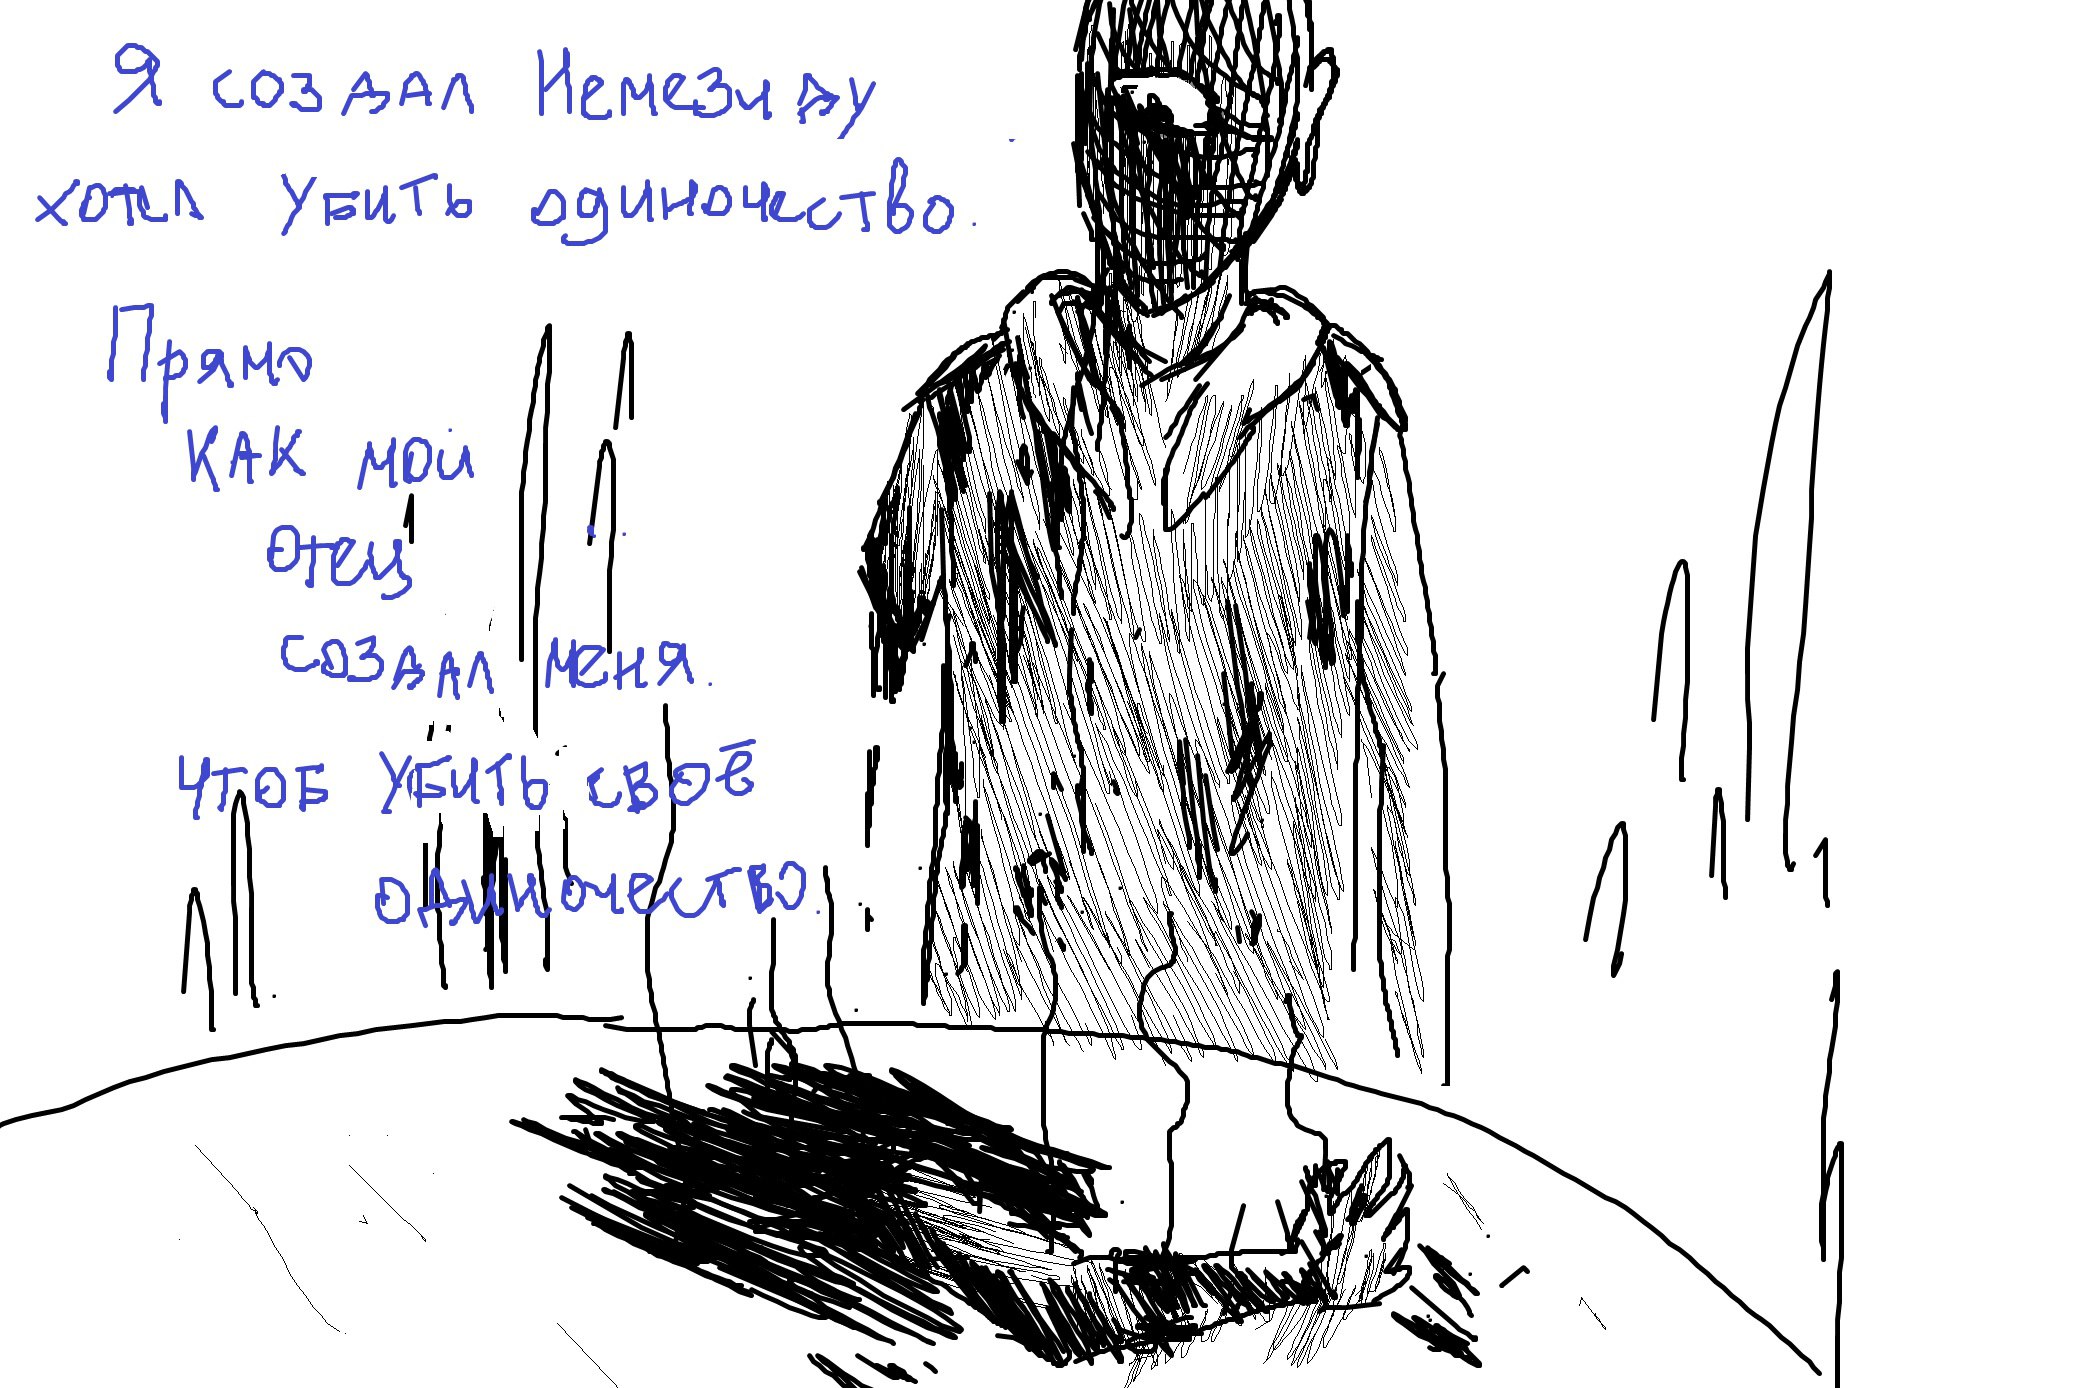 Я создал Немезиду
хотел убить одиночество.
Прямо
как мой
отец
создал меня.
чтоб убить своё
одиночество.